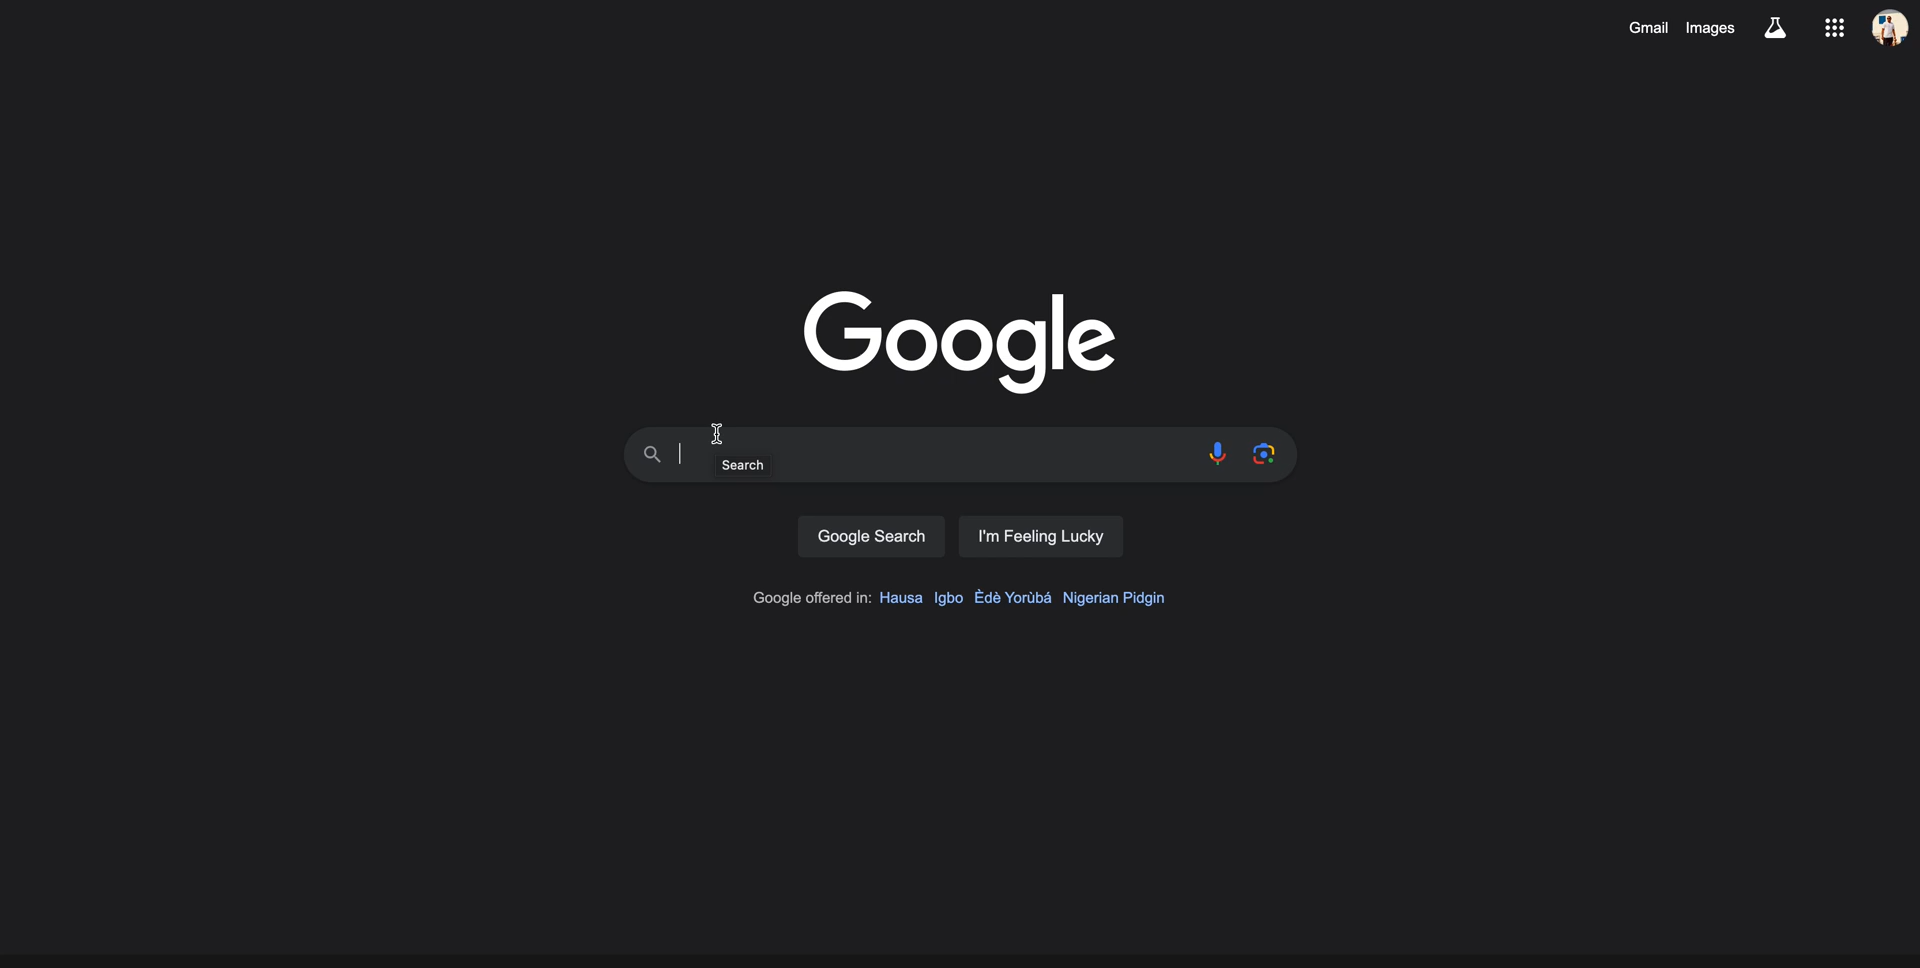 Gmail Images
Google
Search
Google Search I'm Feeling Lucky
Google offered in: Hausa Igbo Èdè Yorùbá Nigerian Pidgin